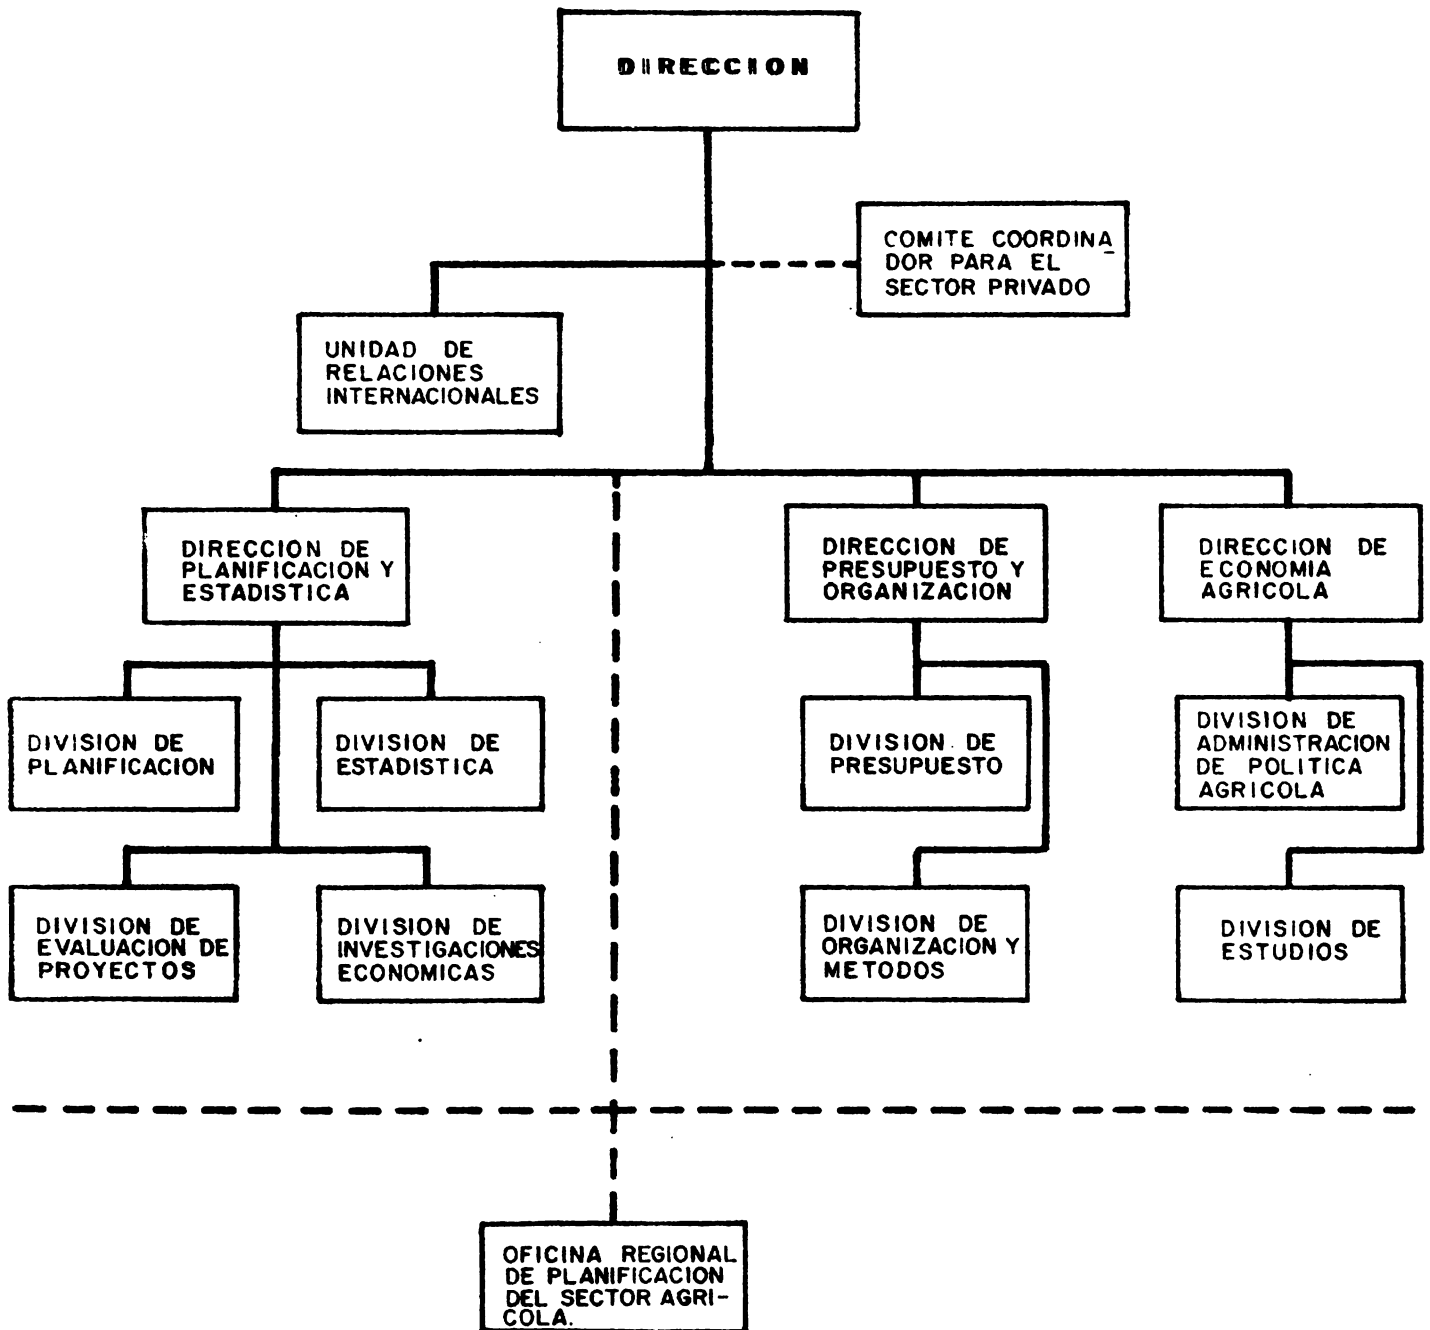 DIRECCION
COMITE COORDINA
DOR PARA EL
SECTOR PRIVADO
UNIDAD DE
RELACIONES
INTERNACIONALES
DIRECCION DE
PLANIFICACION Y
ESTADISTICA
DIRECCION DE
PRESUPUESTO Y
ORGANIZACION
DIRECCION DE
ECONOMIA
AGRICOLA
DIVISION DE
PLANIFICACION
DIVISION DE
ESTADISTICA
DIVISION DE
PRESUPUESTO
DIVISION DE
ADMINISTRACION
DE POLITICA
AGRICOLA
DIVISION DE
EVALUACION DE
PROYECTOS
DIVISION DE
INVESTIGACIONES
ECONOMICAS
DIVISION DE
ORGANIZACION Y
METODOS
DIVISION DE
ESTUDIOS
OFICINA REGIONAL
DE PLANIFICACION
DEL SECTOR AGRI-
COLA.